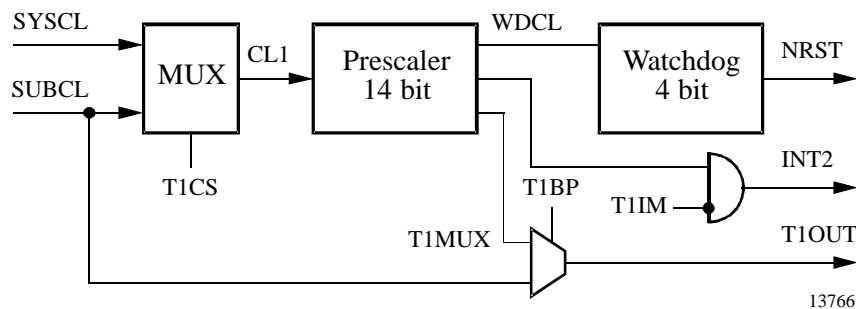 SYSCL
SUBCL
MUX
T1CS
CL1
Prescaler
14 bit
WDCL
Watchdog
4 bit
NRST
INT2
T1IM
T1BP
T1MUX
T1OUT
13766